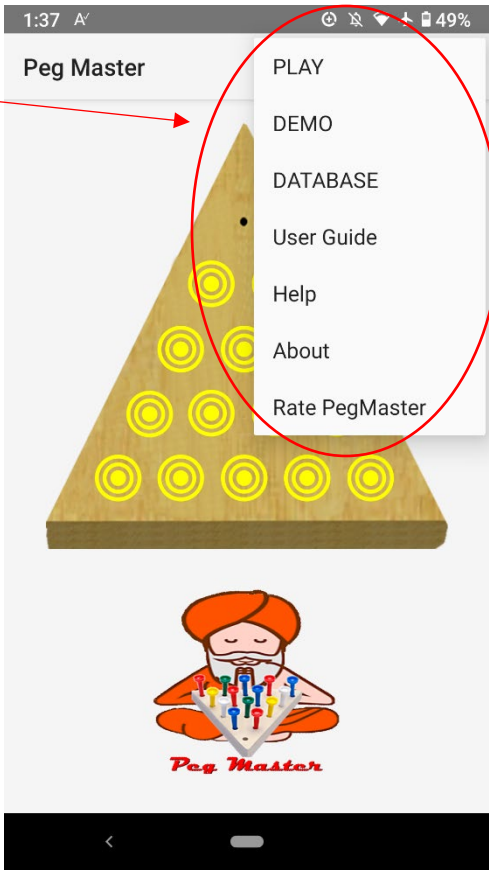 1:37 A 49%
Peg Master
PLAY
DEMO
DATABASE
User Guide
Help
About
Rate PegMaster
Peg Master